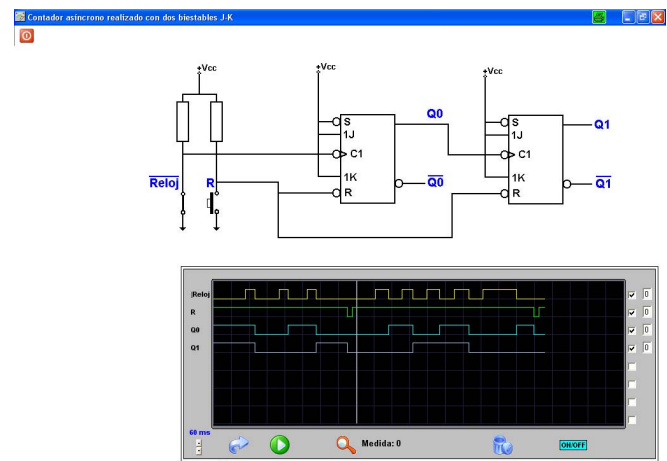 Contador asíncrono realizado con dos biestables J-K
+Vcc
+Vcc
+Vcc
S
1J
C1
1K
R
Q0
Q0
S
1J
C1
1K
R
Q1
Q1
Reloj
R
|Reloj
R
Q0
Q1
0
0
0
0
60 ms
Medida: 0
ON/OFF